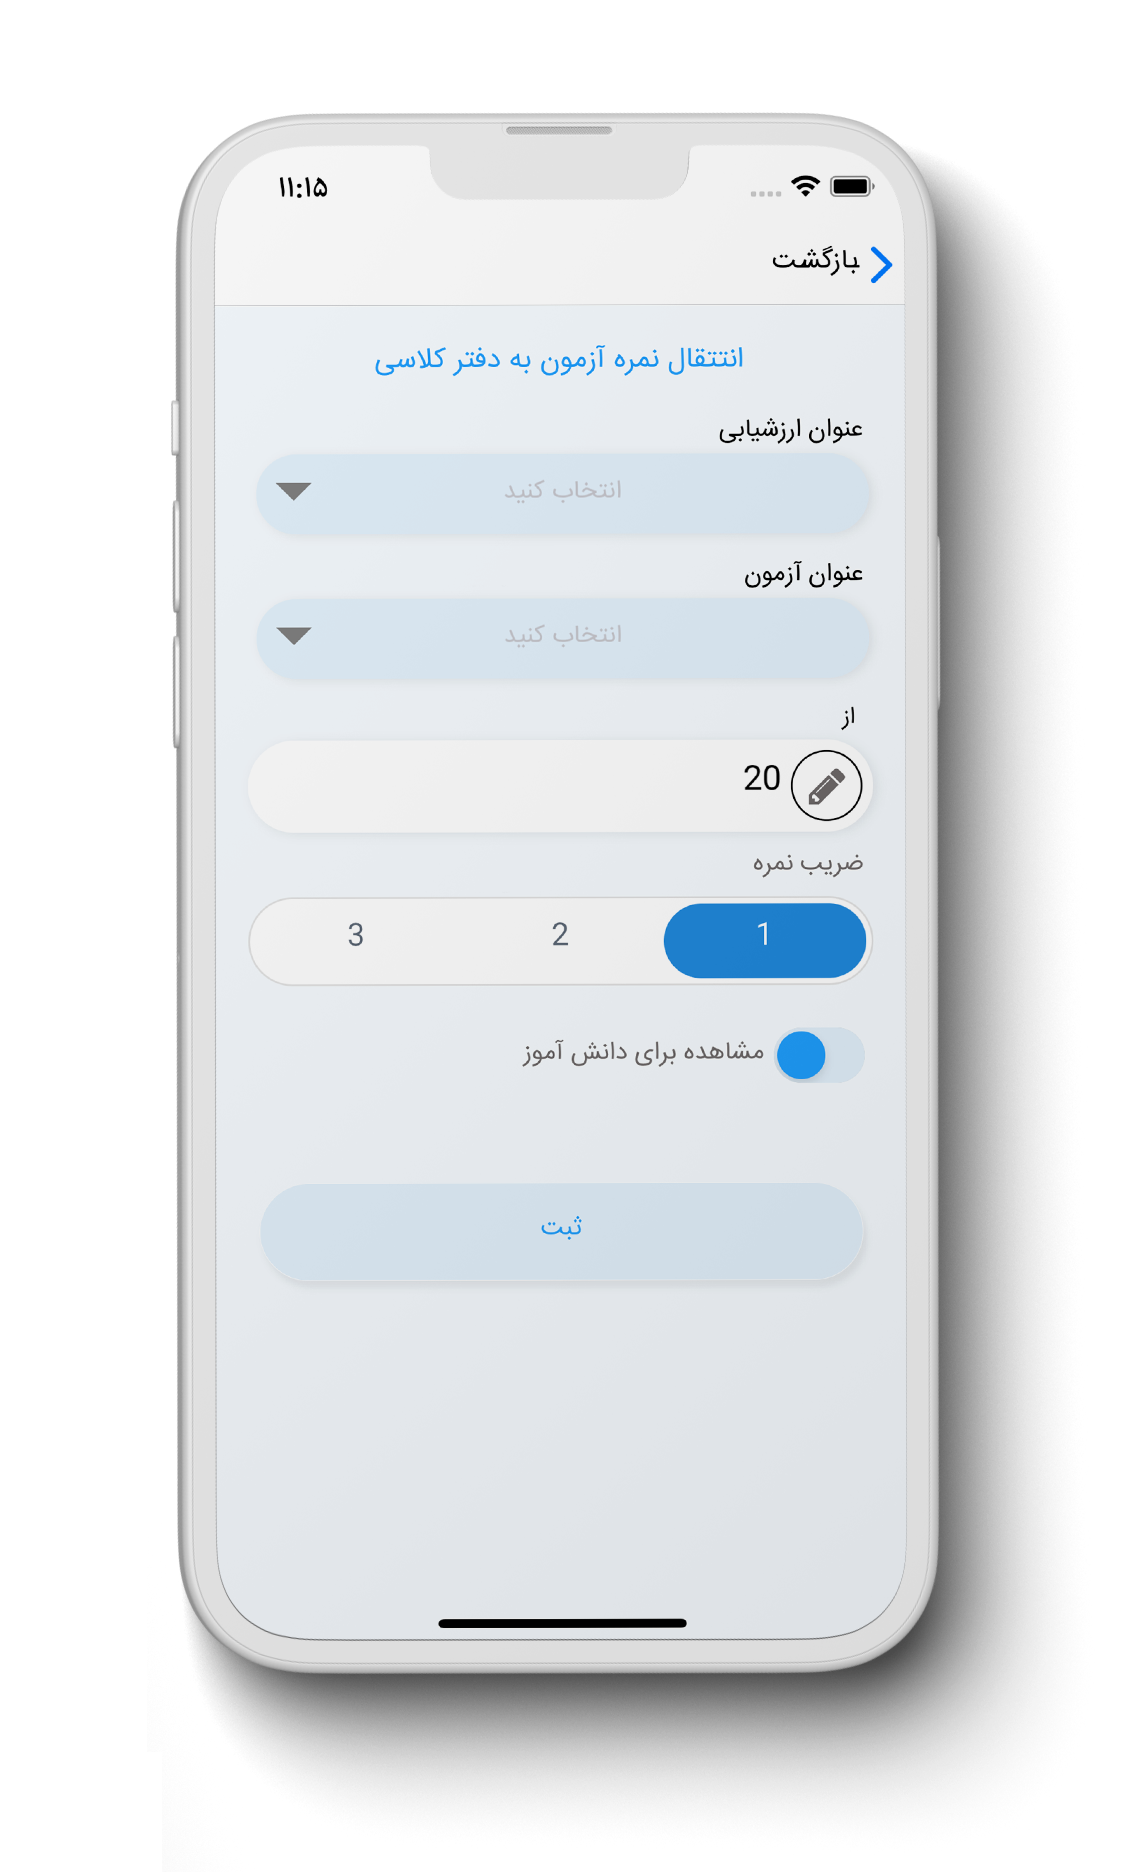 ۱۱:۱۵
بازگشت
انتتقال نمره آزمون به دفتر کلاسی
عنوان ارزشیابی
انتخاب کنید
عنوان آزمون
انتخاب کنید
از
20
ضریب نمره
1 2 3
مشاهده برای دانش آموز
ثبت